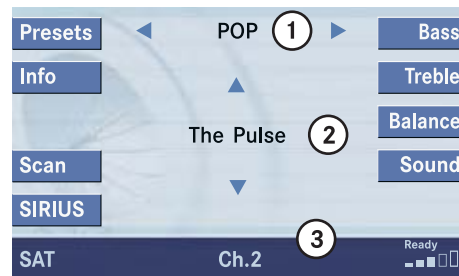 Presets
POP
1
Bass
Info
Treble
The Pulse
2
Balance
Scan
Sound
SIRIUS
3
SAT
Ch.2
Ready